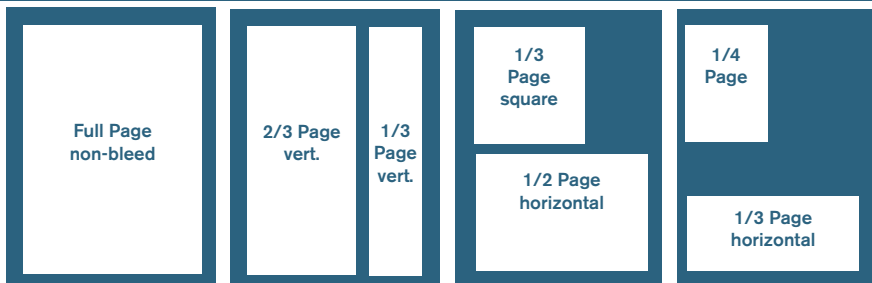 Full Page
non-bleed
2/3 Page
vert.
1/3
Page
vert.
1/3
Page
square
1/2 Page
horizontal
1/4
Page
1/3 Page
horizontal